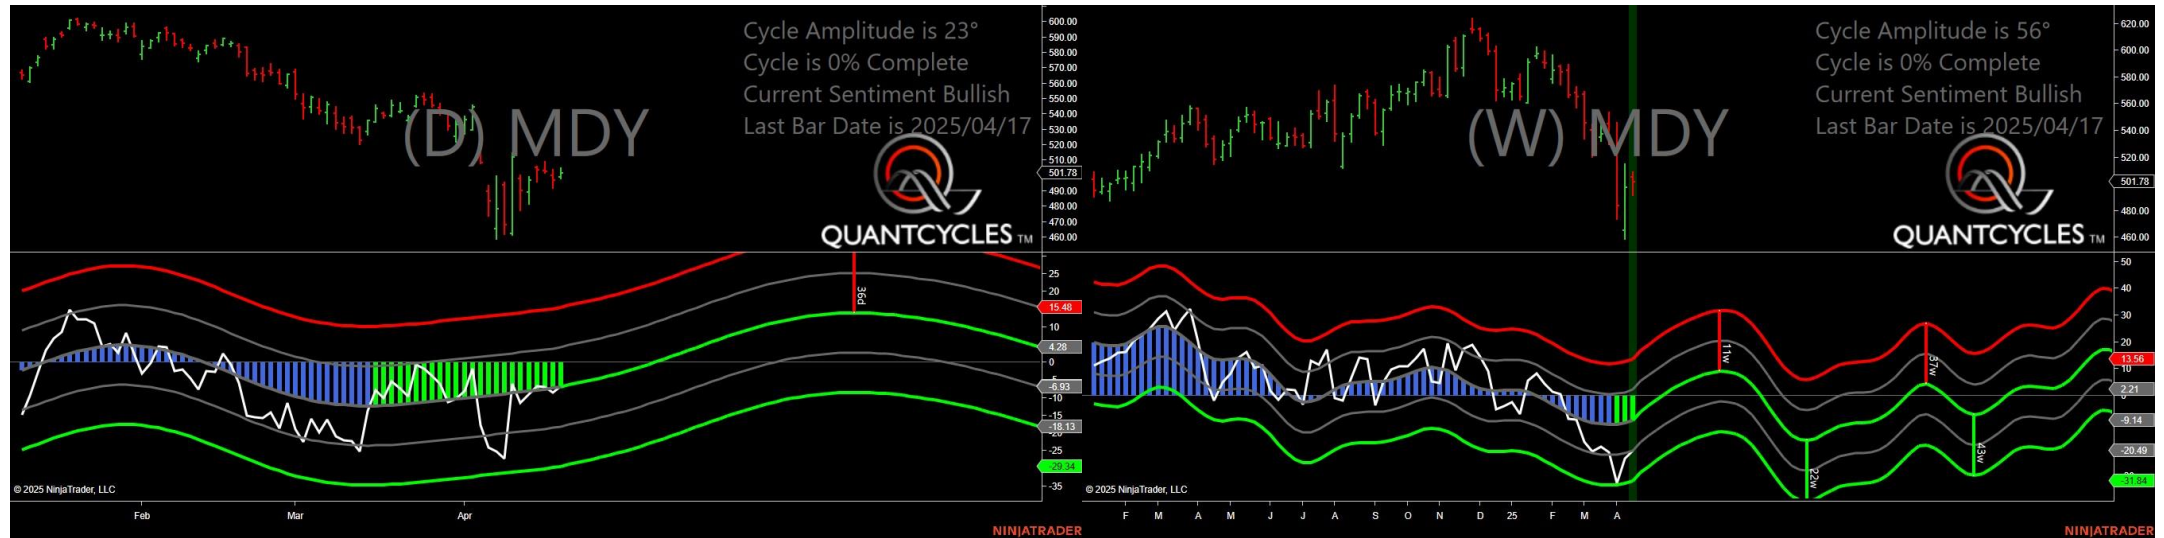 Cycle Amplitude is 23°
Cycle is 0% Complete
Current Sentiment Bullish
Last Bar Date is 2025/04/17
(D) MDY
QUANTCYCLES TM
600.00
590.00
580.00
570.00
560.00
550.00
540.00
530.00
520.00
510.00
501.78
490.00
480.00
470.00
460.00
36d
25
20
15.48
10
4.28
0
-6.93
-10
-15
-18.13
-25
-29.34
-35
© 2025 NinjaTrader, LLC
Feb Mar Apr
NINJATRADER
Cycle Amplitude is 56°
Cycle is 0% Complete
Current Sentiment Bullish
Last Bar Date is 2025/04/17
(W) MDY
QUANTCYCLES TM
620.00
600.00
580.00
560.00
540.00
520.00
501.78
480.00
460.00
11w
22w
37w
43w
50
40
30
20
13.56
10
2.21
-9.14
-20.49
-31.84
© 2025 NinjaTrader, LLC
F M A M J J A S O N D 25 F M A
NINJATRADER